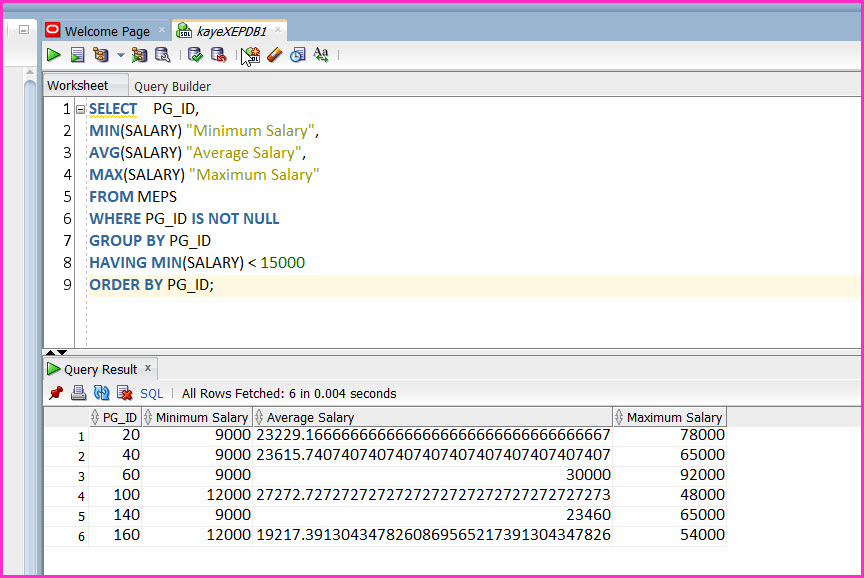 Welcome Page × kayeXEPDB1 ×
Worksheet Query Builder
1 SELECT PG_ID,
2 MIN(SALARY) "Minimum Salary",
3 AVG(SALARY) "Average Salary",
4 MAX(SALARY) "Maximum Salary"
5 FROM MEPS
6 WHERE PG_ID IS NOT NULL
7 GROUP BY PG_ID
8 HAVING MIN(SALARY) < 15000
9 ORDER BY PG_ID;
Query Result x
SQL | All Rows Fetched: 6 in 0.004 seconds
PG_ID Minimum Salary Average Salary Maximum Salary
1 20 9000 23229.1666666666666666666666666666666667 78000
2 40 9000 23615.7407407407407407407407407407407407 65000
3 60 9000 30000 92000
4 100 12000 27272.7272727272727272727272727272727273 48000
5 140 9000 23460 65000
6 160 12000 19217.3913043478260869565217391304347826 54000